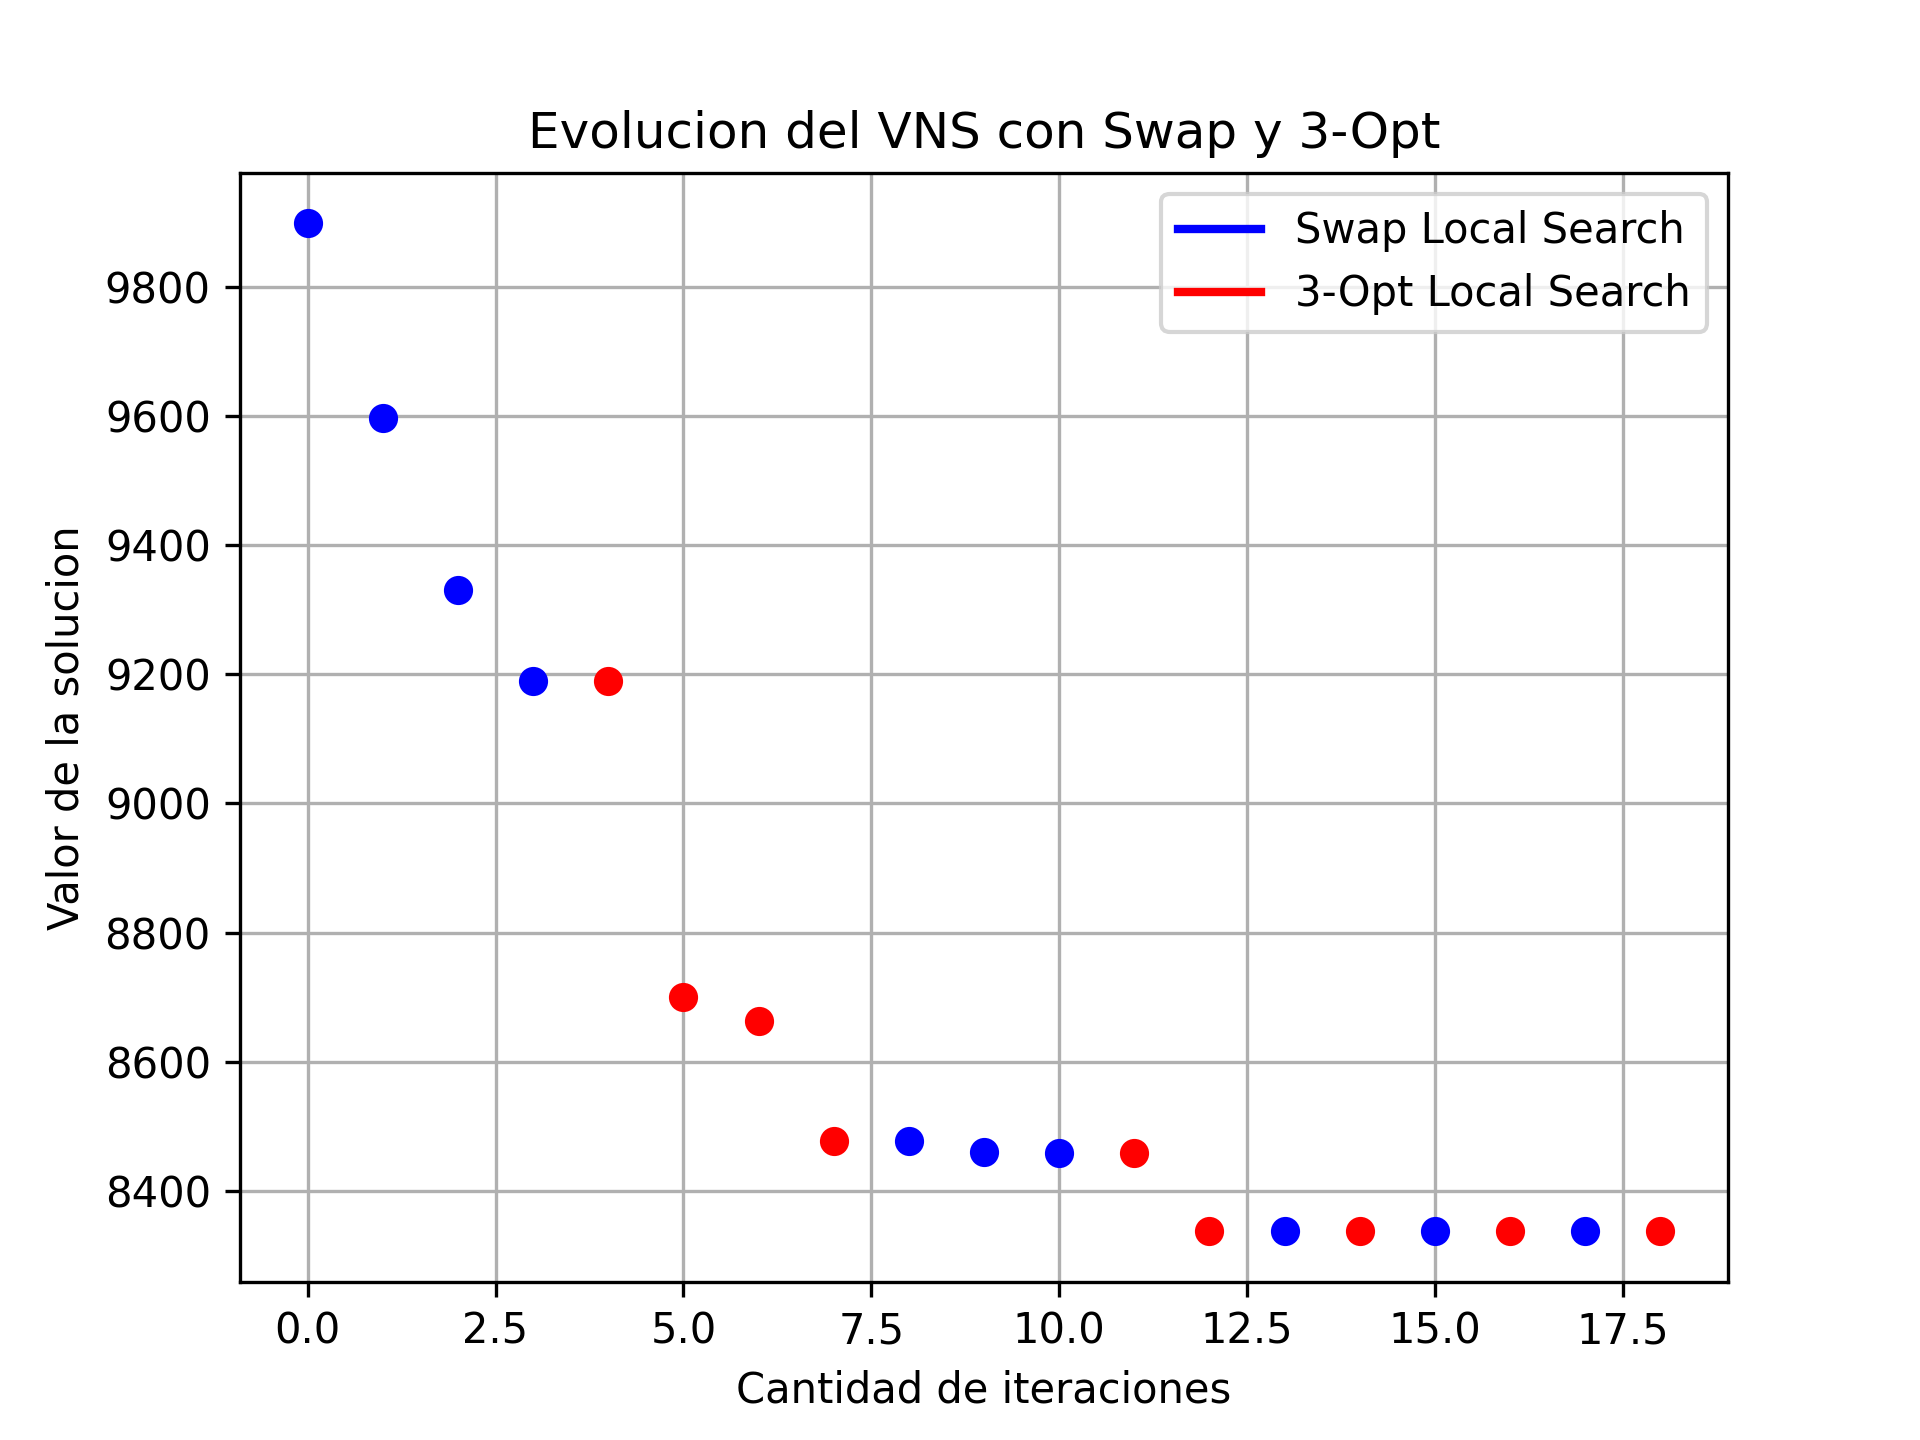 Evolucion del VNS con Swap y 3-Opt
Swap Local Search
3-Opt Local Search
Valor de la solucion
9800
9600
9400
9200
9000
8800
8600
8400
0.0 2.5 5.0 7.5 10.0 12.5 15.0 17.5
Cantidad de iteraciones